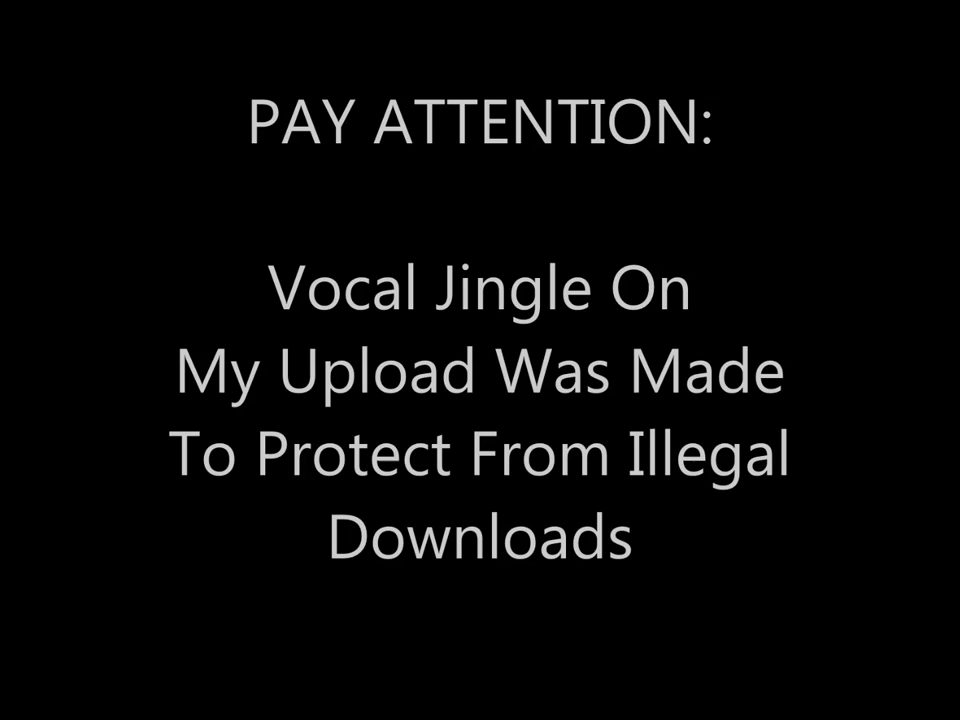 PAY ATTENTION:
Vocal Jingle On
My Upload Was Made
To Protect From Illegal
Downloads